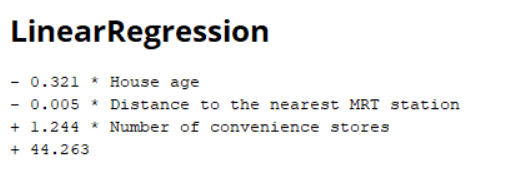 LinearRegression
- 0.321 * House age
- 0.005 * Distance to the nearest MRT station
+ 1.244 * Number of convenience stores
+ 44.263